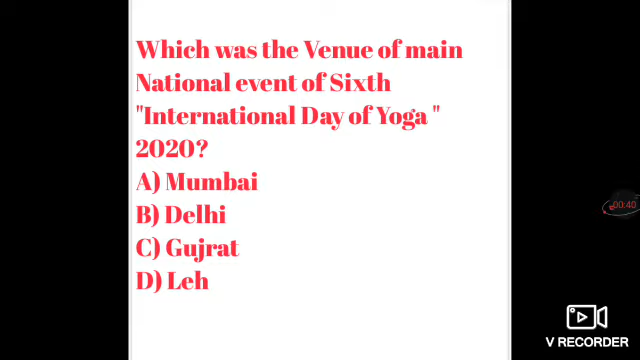 Which was the Venue of main
National event of Sixth
"International Day of Yoga "
2020?
A) Mumbai
B) Delhi
C) Gujrat
D) Leh
00:40
V RECORDER